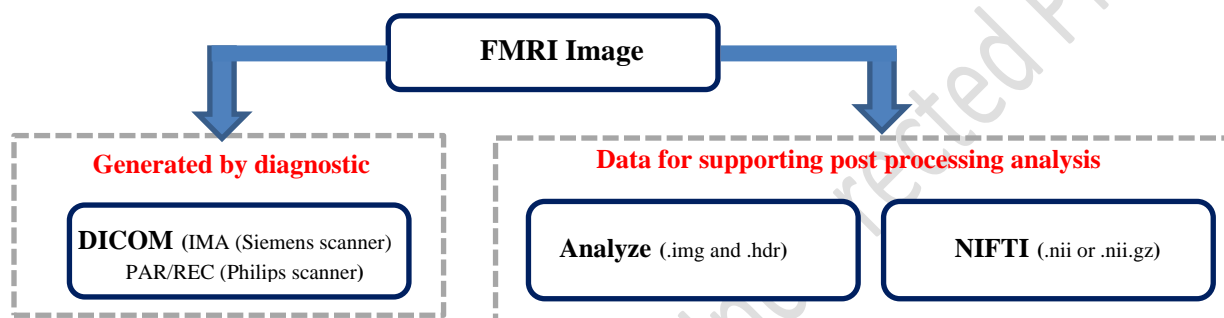 FMRI Image
Generated by diagnostic
DICOM (IMA (Siemens scanner)
PAR/REC (Philips scanner)
Data for supporting post processing analysis
Analyze (.img and .hdr)
NIFTI (.nii or .nii.gz)